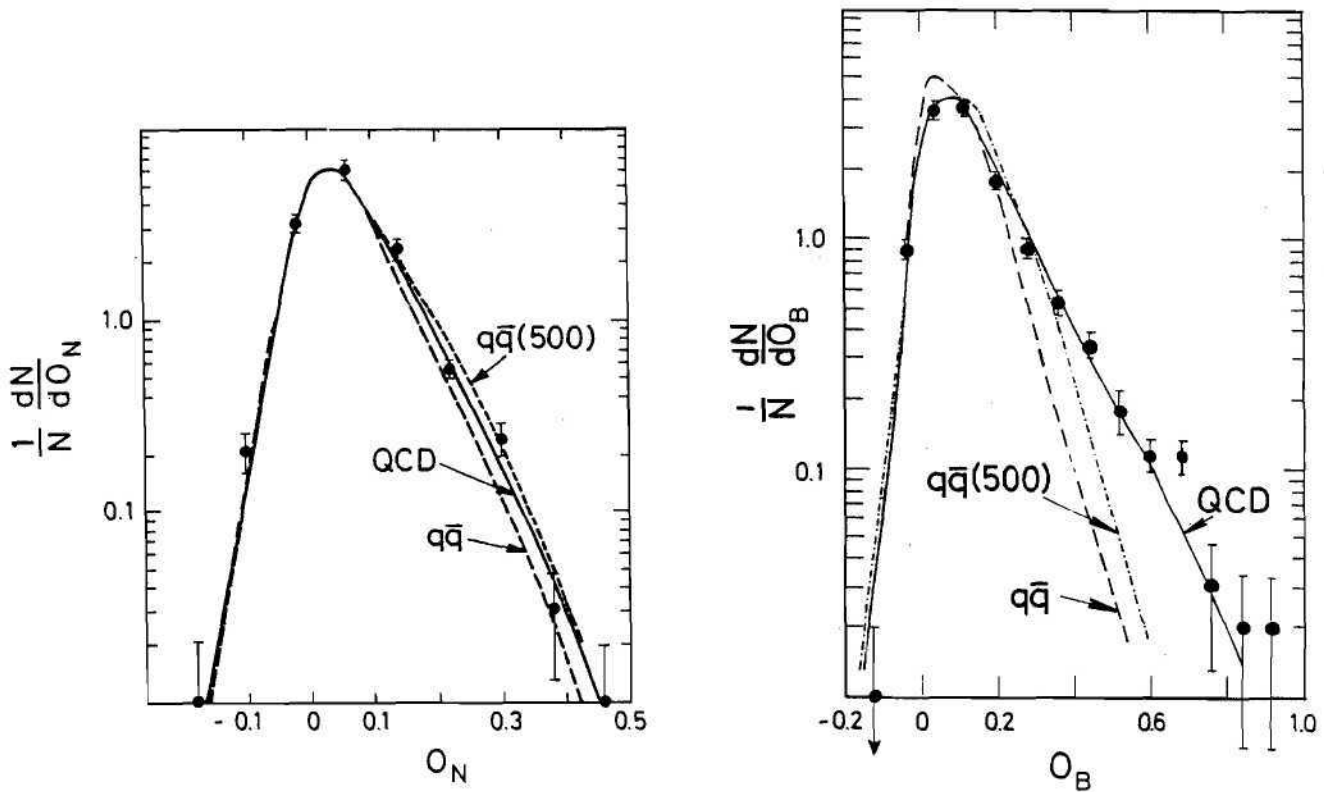 1/N dN/dO_N
1.0
0.1
qq̄(500)
QCD
qq̄
-0.1 0 0.1 0.3 0.5
O_N
1/N dN/dO_B
1.0
0.1
qq̄(500)
QCD
qq̄
-0.2 0 0.2 0.6 1.0
O_B